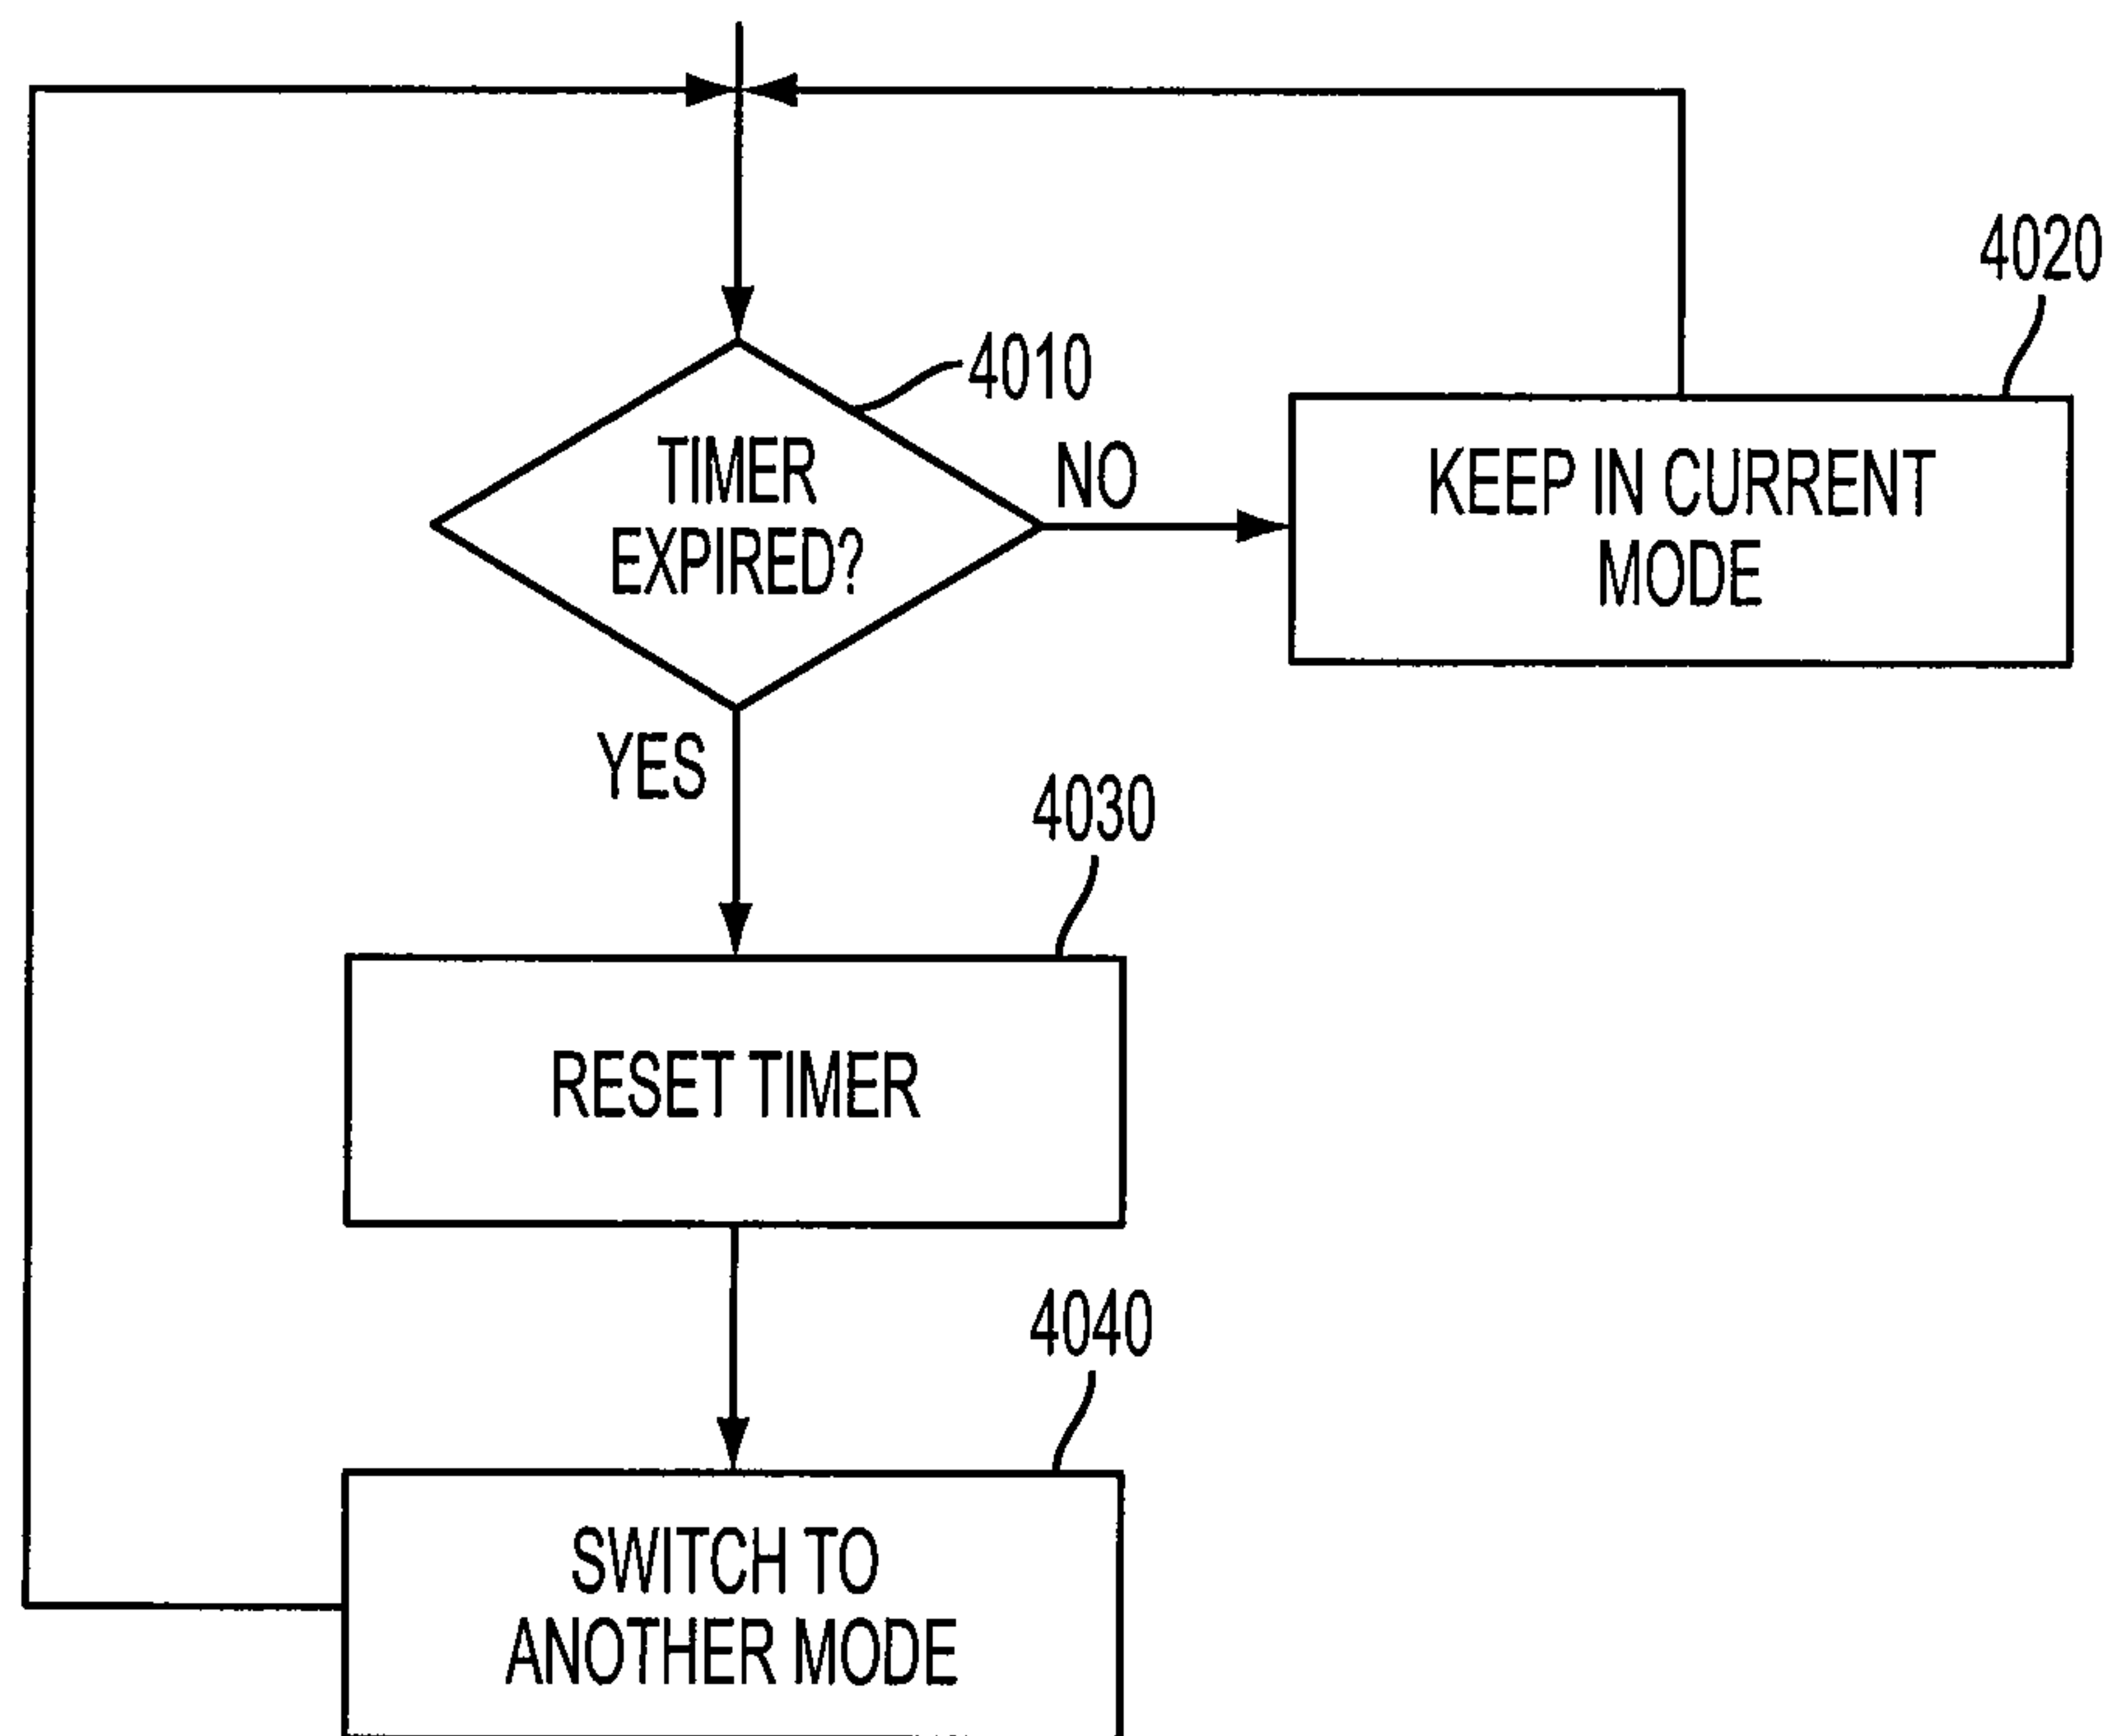 4020
4010
TIMER
EXPIRED?
NO
KEEP IN CURRENT
MODE
YES
4030
RESET TIMER
4040
SWITCH TO
ANOTHER MODE